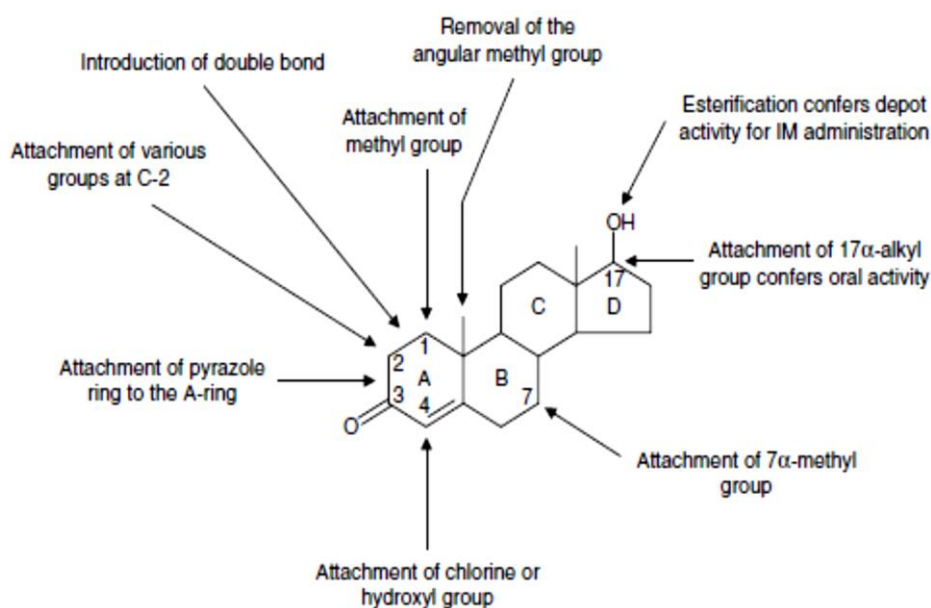 Removal of the
angular methyl group
Introduction of double bond
Esterification confers depot
activity for IM administration
Attachment of
methyl group
Attachment of various
groups at C-2
OH
Attachment of 17α-alkyl
group confers oral activity
17
C
D
1
2
A
B
Attachment of pyrazole
ring to the A-ring
3
4
7
O
Attachment of 7α-methyl
group
Attachment of chlorine or
hydroxyl group